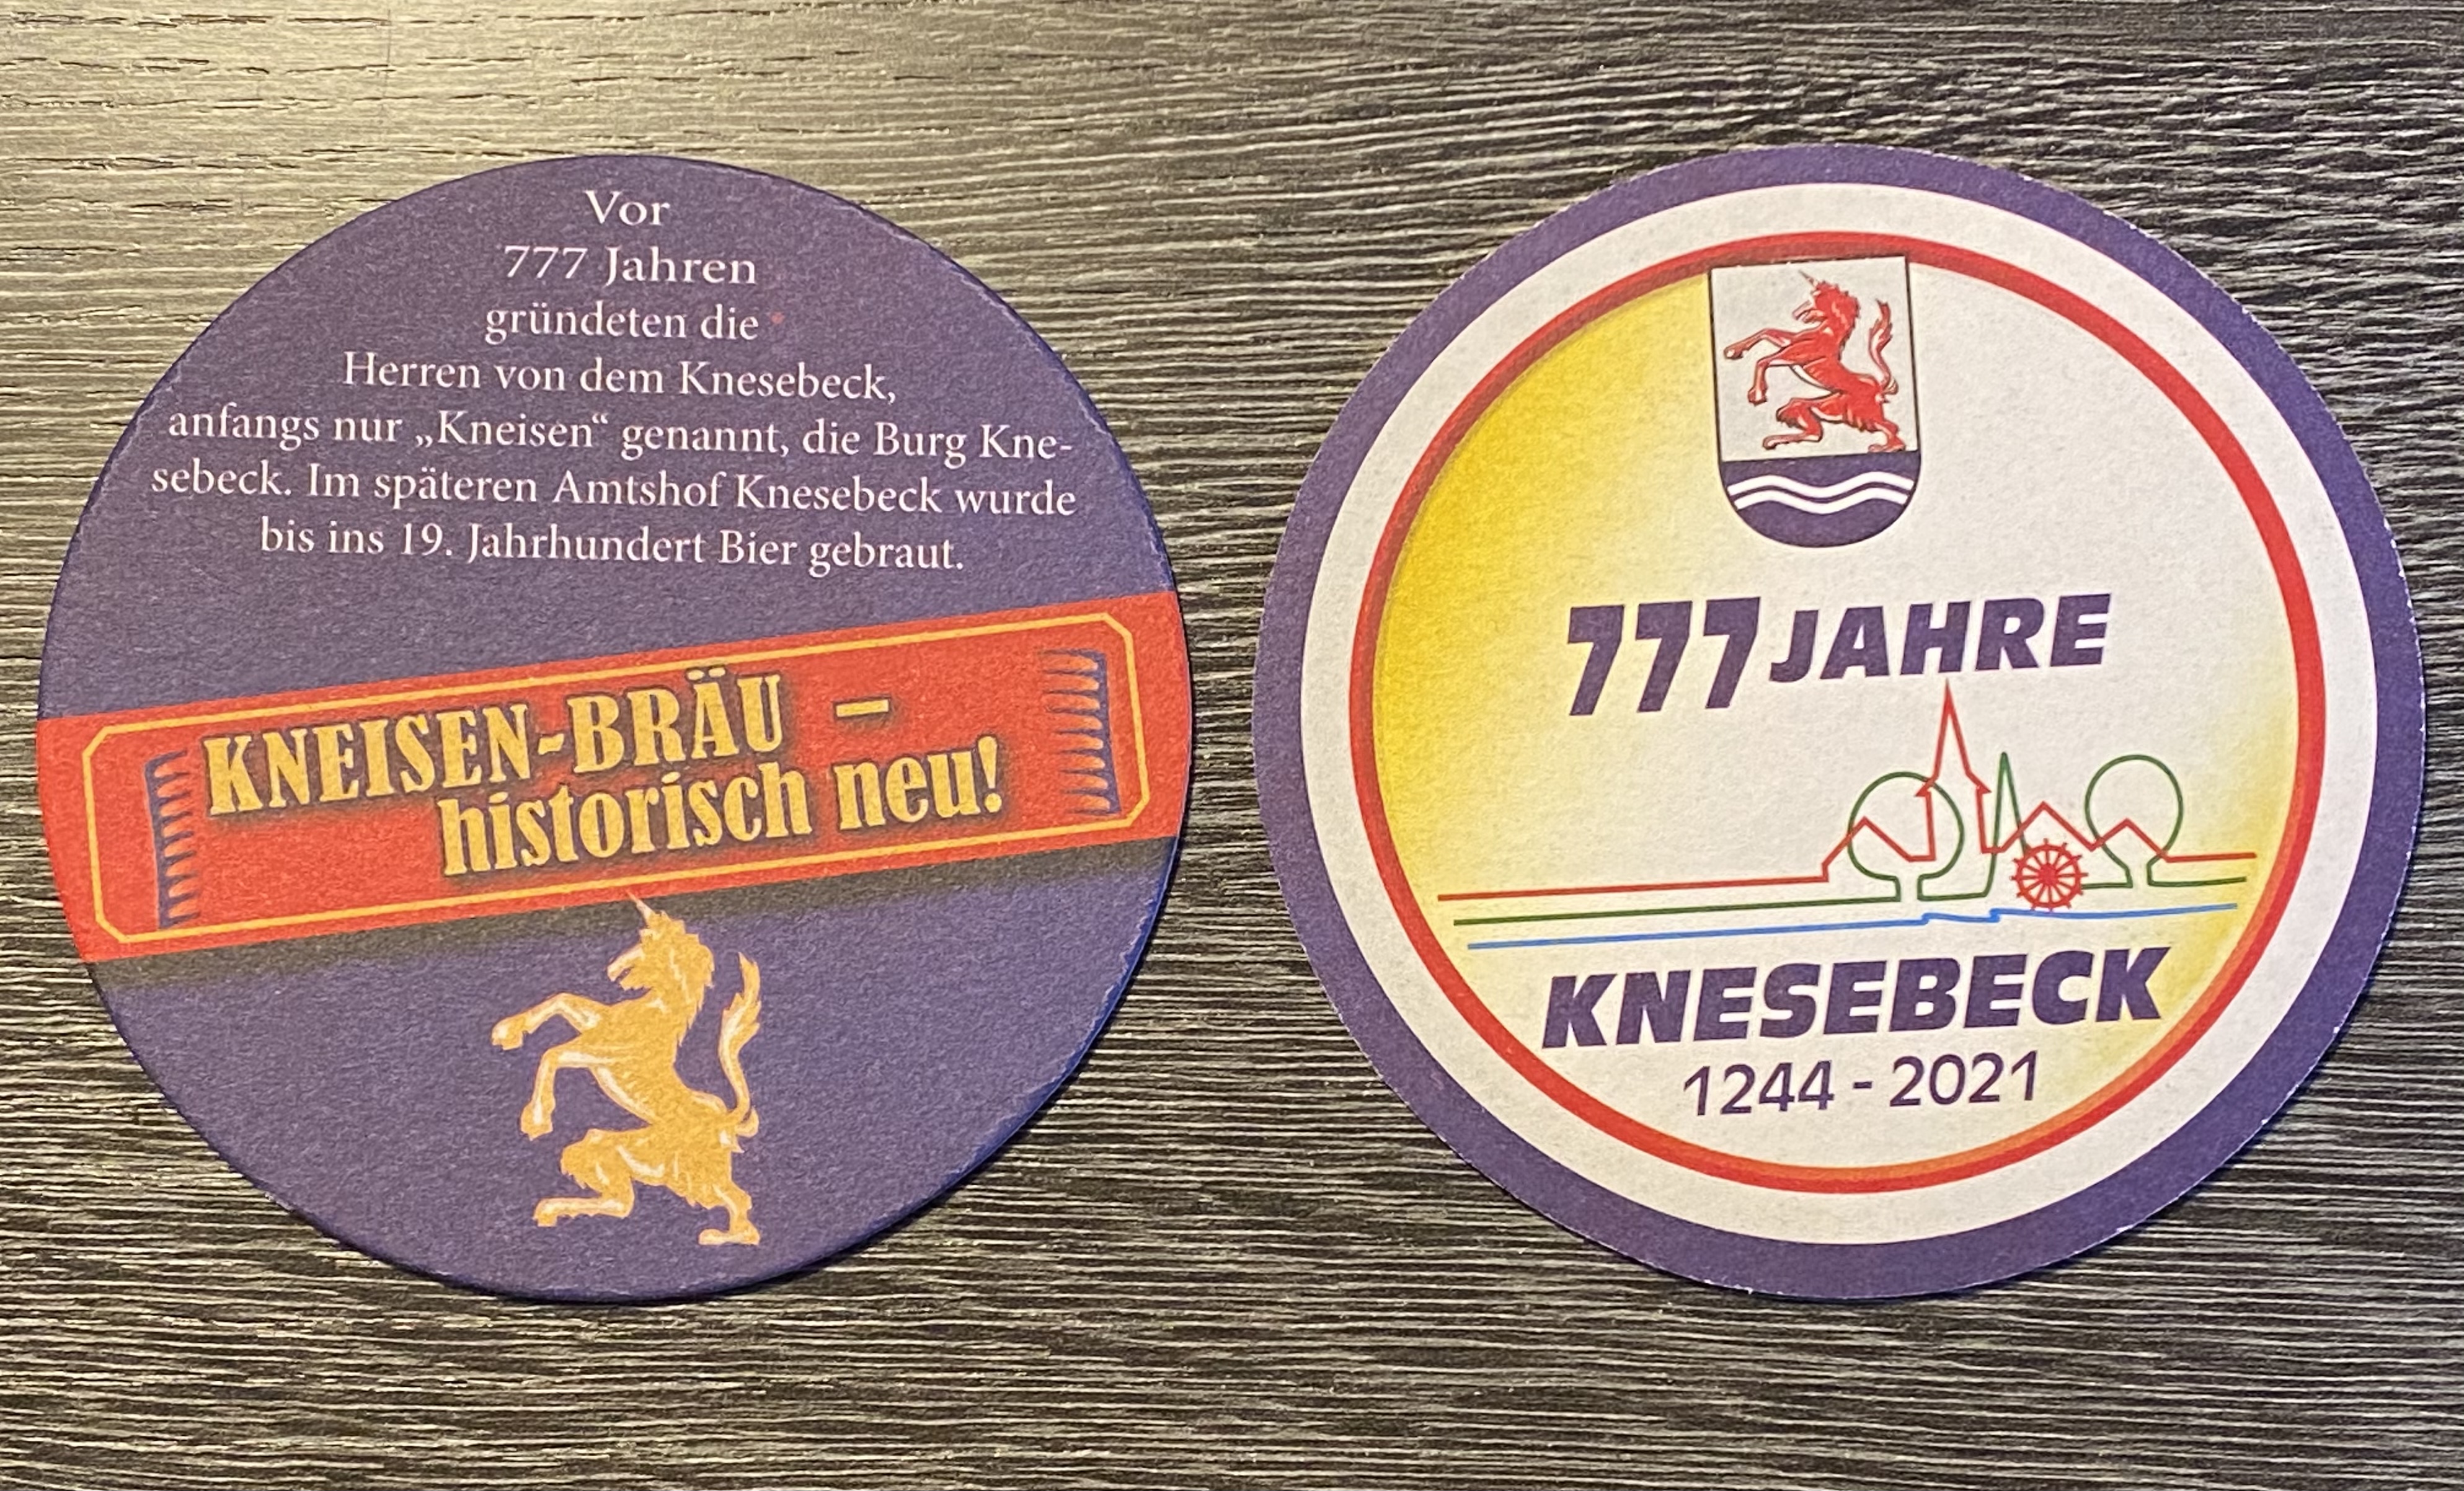 Vor
777 Jahren
gründeten die
Herren von dem Knesebeck,
anfangs nur „Kneisen“ genannt, die Burg Kne-
sebeck. Im späteren Amtshof Knesebeck wurde
bis ins 19. Jahrhundert Bier gebraut.
KNEISEN-BRÄU –
historisch neu!
777 JAHRE
KNESEBECK
1244 - 2021